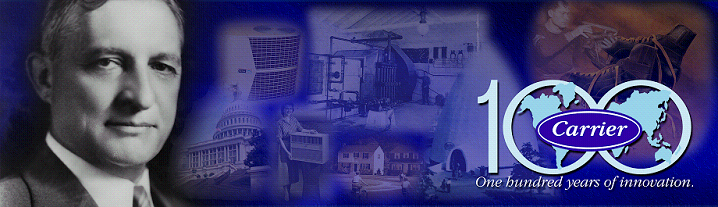 100
Carrier
One hundred years of innovation.